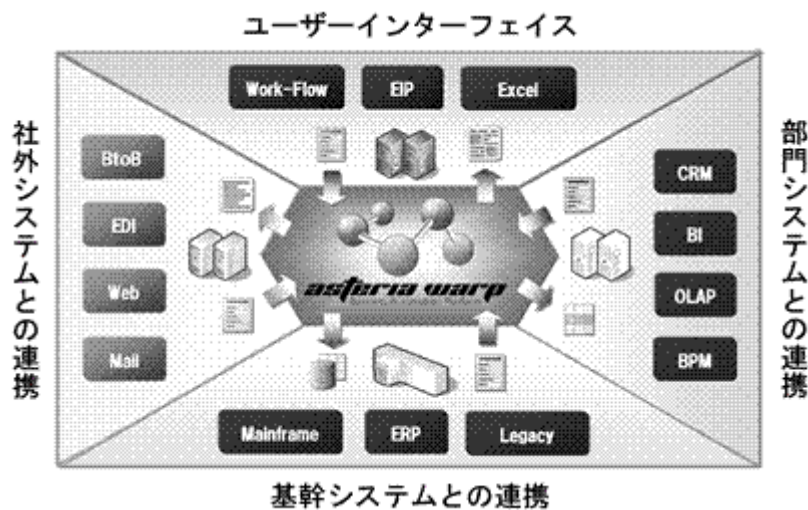 ユーザーインターフェイス
Work-Flow
EIP
Excel
社外システムとの連携
BtoB
EDI
Web
Mail
asteria warp
部門システムとの連携
CRM
BI
OLAP
BPM
Mainframe
ERP
Legacy
基幹システムとの連携